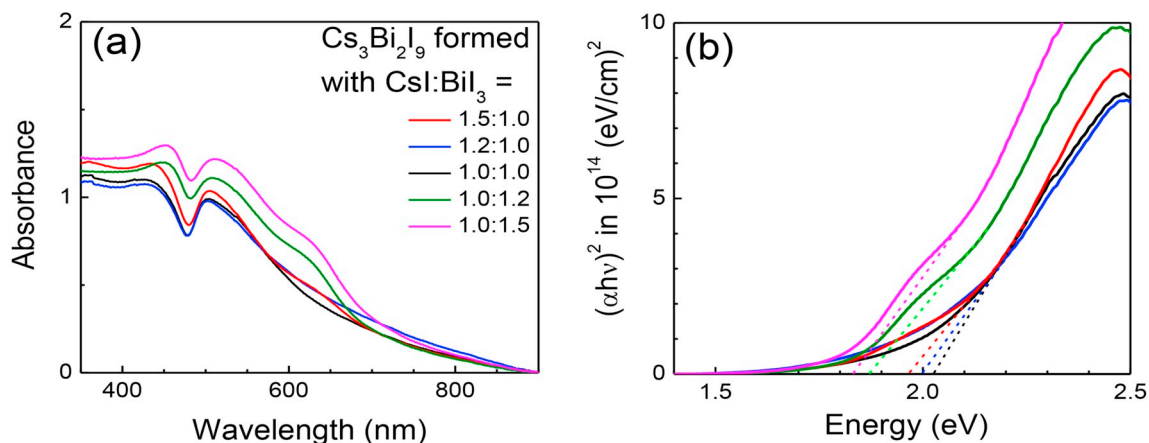 (a)
Cs₃Bi₂I₉ formed
with CsI:BiI₃ =
1.5:1.0
1.2:1.0
1.0:1.0
1.0:1.2
1.0:1.5
2
1
0
Absorbance
400
600
800
Wavelength (nm)
(b)
10
5
0
(αhν)² in 10¹⁴ (eV/cm)²
1.5
2.0
2.5
Energy (eV)